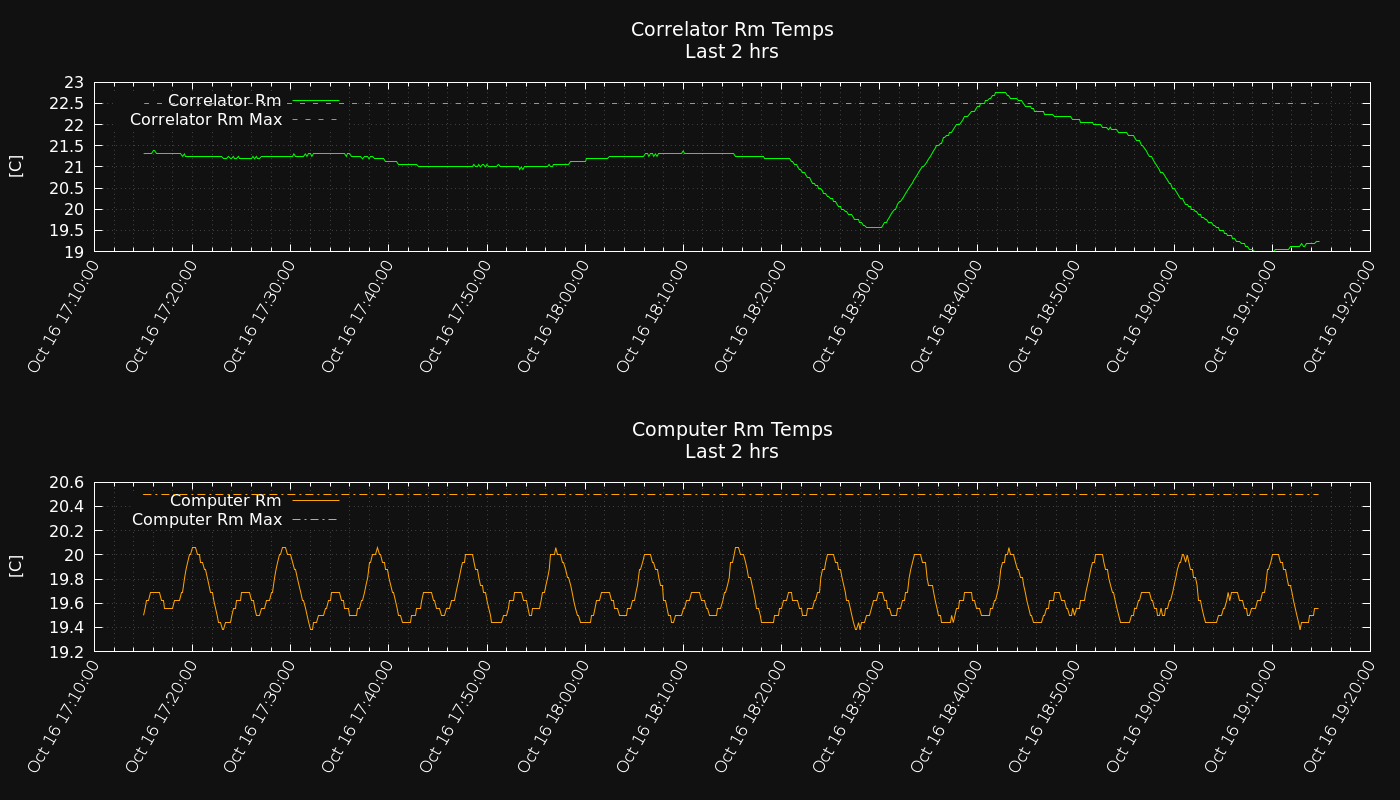 Correlator Rm Temps
Last 2 hrs
23
22.5
22
21.5
21
20.5
20
19.5
19
[C]
Correlator Rm
Correlator Rm Max
Oct 16 17:10:00
Oct 16 17:20:00
Oct 16 17:30:00
Oct 16 17:40:00
Oct 16 17:50:00
Oct 16 18:00:00
Oct 16 18:10:00
Oct 16 18:20:00
Oct 16 18:30:00
Oct 16 18:40:00
Oct 16 18:50:00
Oct 16 19:00:00
Oct 16 19:10:00
Oct 16 19:20:00
Computer Rm Temps
Last 2 hrs
20.6
20.4
20.2
20
19.8
19.6
19.4
19.2
[C]
Computer Rm
Computer Rm Max
Oct 16 17:10:00
Oct 16 17:20:00
Oct 16 17:30:00
Oct 16 17:40:00
Oct 16 17:50:00
Oct 16 18:00:00
Oct 16 18:10:00
Oct 16 18:20:00
Oct 16 18:30:00
Oct 16 18:40:00
Oct 16 18:50:00
Oct 16 19:00:00
Oct 16 19:10:00
Oct 16 19:20:00